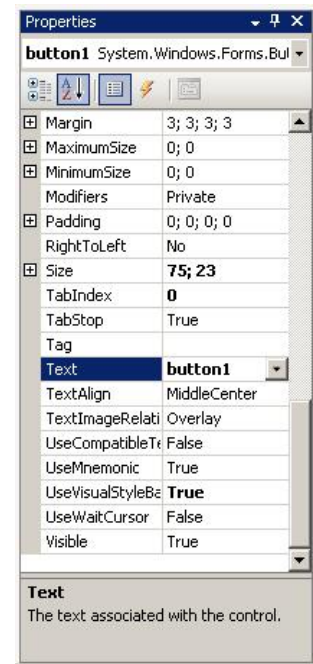 Properties
button1 System.Windows.Forms.But
Margin 3; 3; 3; 3
MaximumSize 0; 0
MinimumSize 0; 0
Modifiers Private
Padding 0; 0; 0; 0
RightToLeft No
Size 75; 23
TabIndex 0
TabStop True
Tag
Text button1
TextAlign MiddleCenter
TextImageRelati Overlay
UseCompatibleTe False
UseMnemonic True
UseVisualStyleBa True
UseWaitCursor False
Visible True
Text
The text associated with the control.